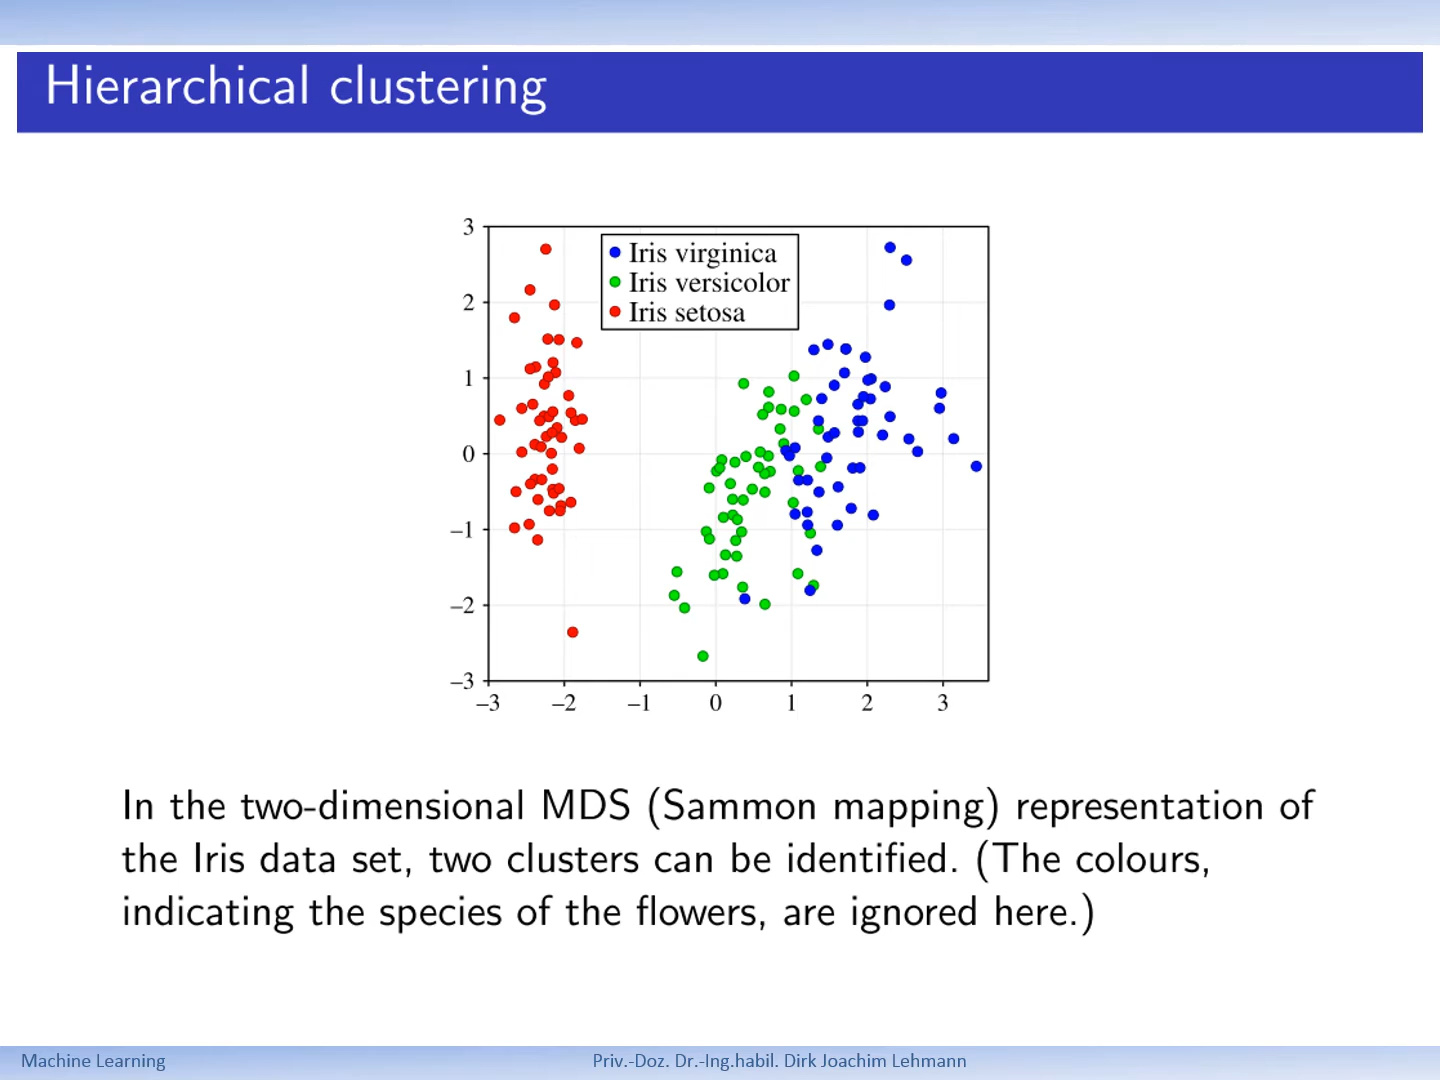 Hierarchical clustering
3
Iris virginica
Iris versicolor
2
Iris setosa
1
0
–1
–2
–3
–3 –2 –1 0 1 2 3
In the two-dimensional MDS (Sammon mapping) representation of
the Iris data set, two clusters can be identified. (The colours,
indicating the species of the flowers, are ignored here.)
Machine Learning Priv.-Doz. Dr.-Ing.habil. Dirk Joachim Lehmann